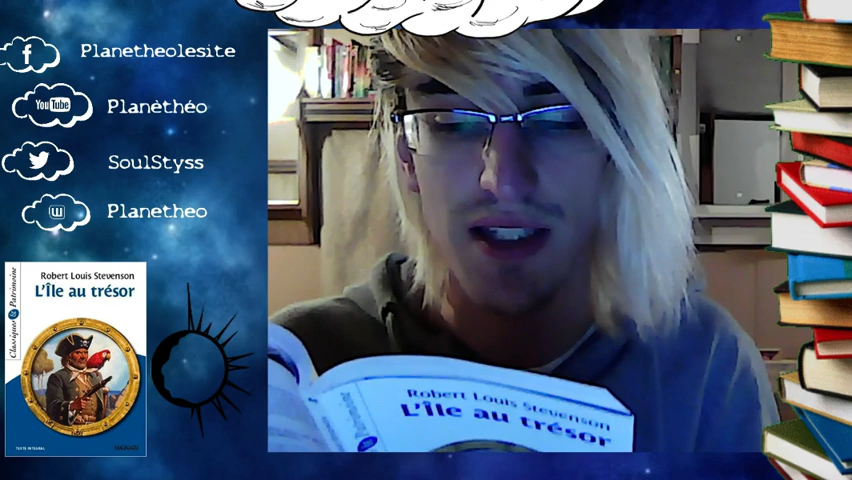 f Planetheolesite
YouTube Planèthéo
SoulStyss
W Planetheo
Classiques & Patrimoine
Robert Louis Stevenson
L'Île au trésor
TEXTE INTÉGRAL
MAGNARD
Robert Louis Stevenson
L'Île au trésor